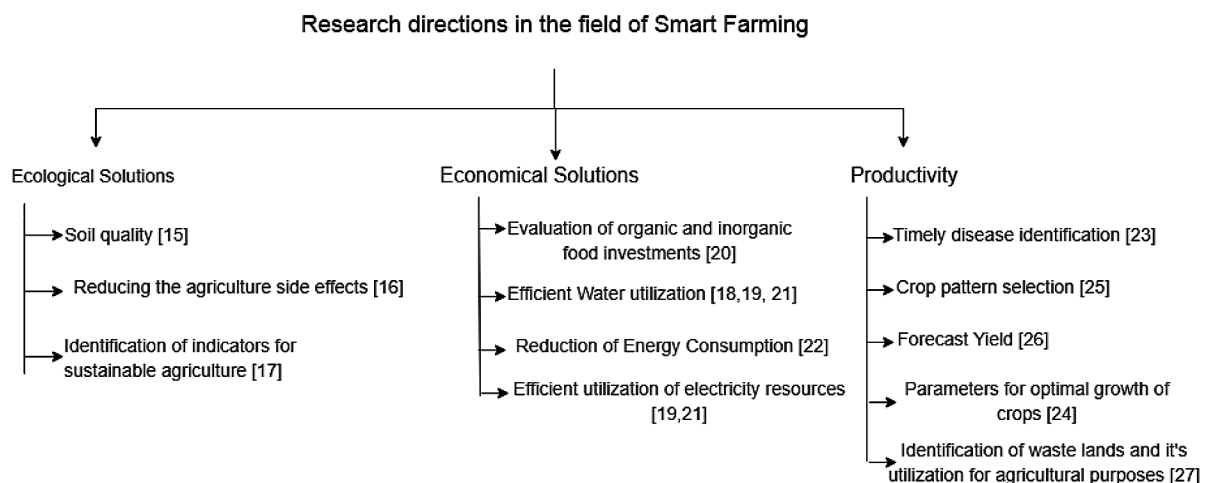 Research directions in the field of Smart Farming
Ecological Solutions
Soil quality [15]
Reducing the agriculture side effects [16]
Identification of indicators for
sustainable agriculture [17]
Economical Solutions
Evaluation of organic and inorganic
food investments [20]
Efficient Water utilization [18,19, 21]
Reduction of Energy Consumption [22]
Efficient utilization of electricity resources
[19,21]
Productivity
Timely disease identification [23]
Crop pattern selection [25]
Forecast Yield [26]
Parameters for optimal growth of
crops [24]
Identification of waste lands and it's
utilization for agricultural purposes [27]